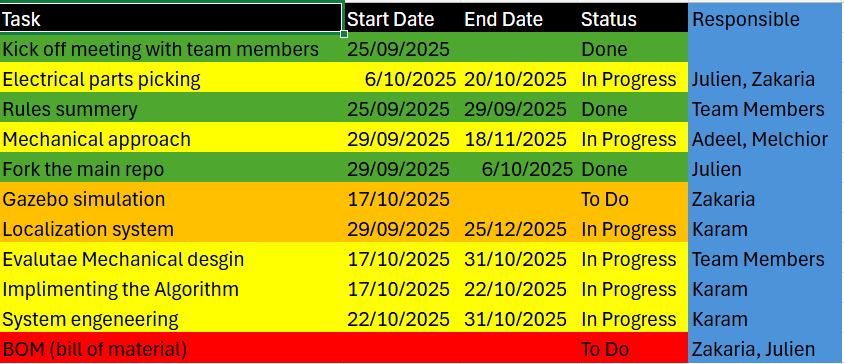 Task Start Date End Date Status Responsible
Kick off meeting with team members 25/09/2025 Done
Electrical parts picking 6/10/2025 20/10/2025 In Progress Julien, Zakaria
Rules summery 25/09/2025 29/09/2025 Done Team Members
Mechanical approach 29/09/2025 18/11/2025 In Progress Adeel, Melchior
Fork the main repo 29/09/2025 6/10/2025 Done Julien
Gazebo simulation 17/10/2025 To Do Zakaria
Localization system 29/09/2025 25/12/2025 In Progress Karam
Evalutae Mechanical desgin 17/10/2025 31/10/2025 In Progress Team Members
Implimenting the Algorithm 17/10/2025 22/10/2025 In Progress Karam
System engeneering 22/10/2025 31/10/2025 In Progress Karam
BOM (bill of material) To Do Zakaria, Julien